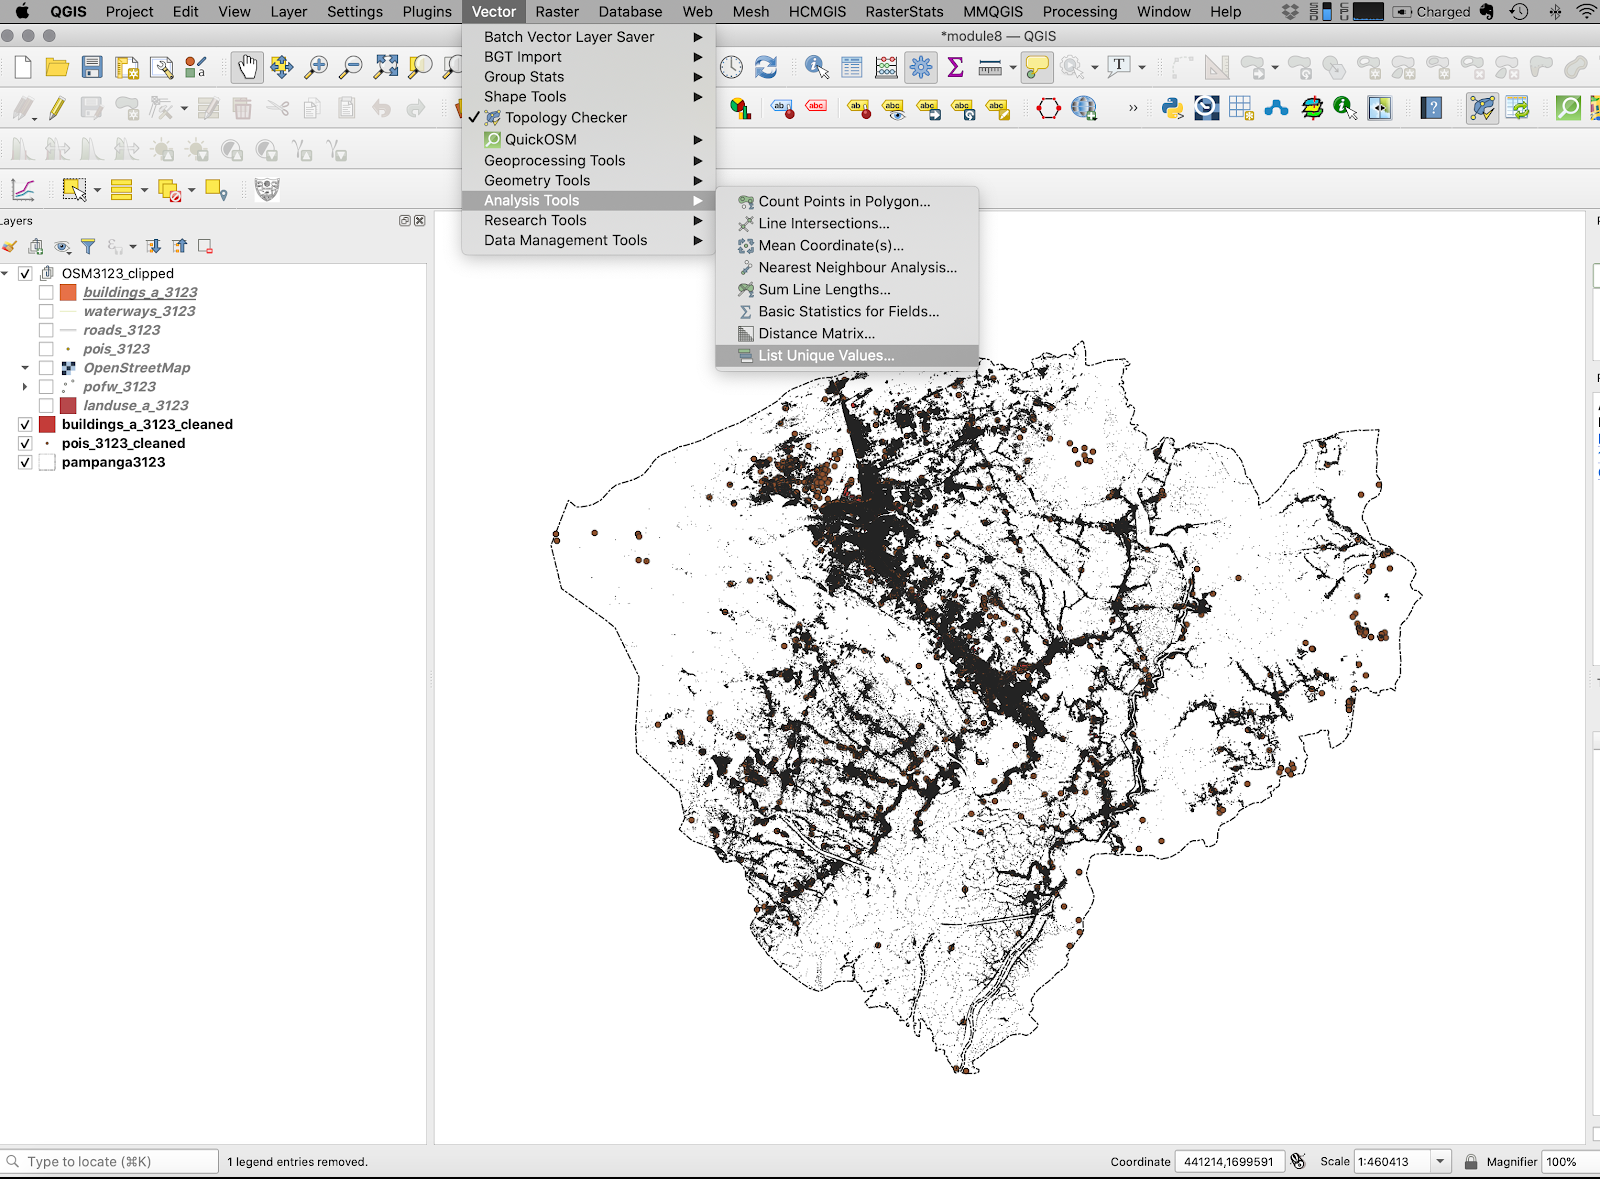 QGIS Project Edit View Layer Settings Plugins Vector Raster Database Web Mesh HCMGIS RasterStats MMQGIS Processing Window Help Charged
*module8 — QGIS
Batch Vector Layer Saver
BGT Import
Group Stats
Shape Tools
Topology Checker
QuickOSM
Geoprocessing Tools
Geometry Tools
Analysis Tools
Research Tools
Data Management Tools
Count Points in Polygon...
Line Intersections...
Mean Coordinate(s)...
Nearest Neighbour Analysis...
Sum Line Lengths...
Basic Statistics for Fields...
Distance Matrix...
List Unique Values...
ayers
OSM3123_clipped
buildings_a_3123
waterways_3123
roads_3123
pois_3123
OpenStreetMap
pofw_3123
landuse_a_3123
buildings_a_3123_cleaned
pois_3123_cleaned
pampanga3123
Type to locate (⌘K) 1 legend entries removed. Coordinate 441214,1699591 Scale 1:460413 Magnifier 100%